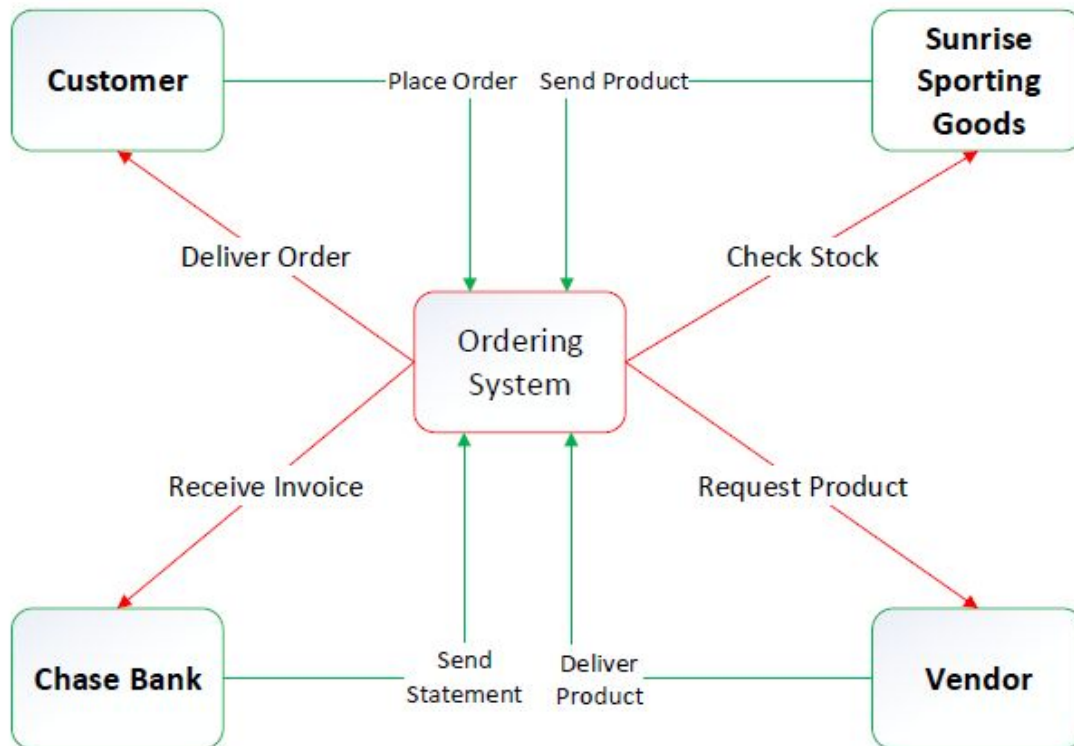 Customer
Place Order
Send Product
Sunrise
Sporting
Goods
Deliver Order
Check Stock
Ordering
System
Receive Invoice
Request Product
Chase Bank
Send
Statement
Deliver
Product
Vendor